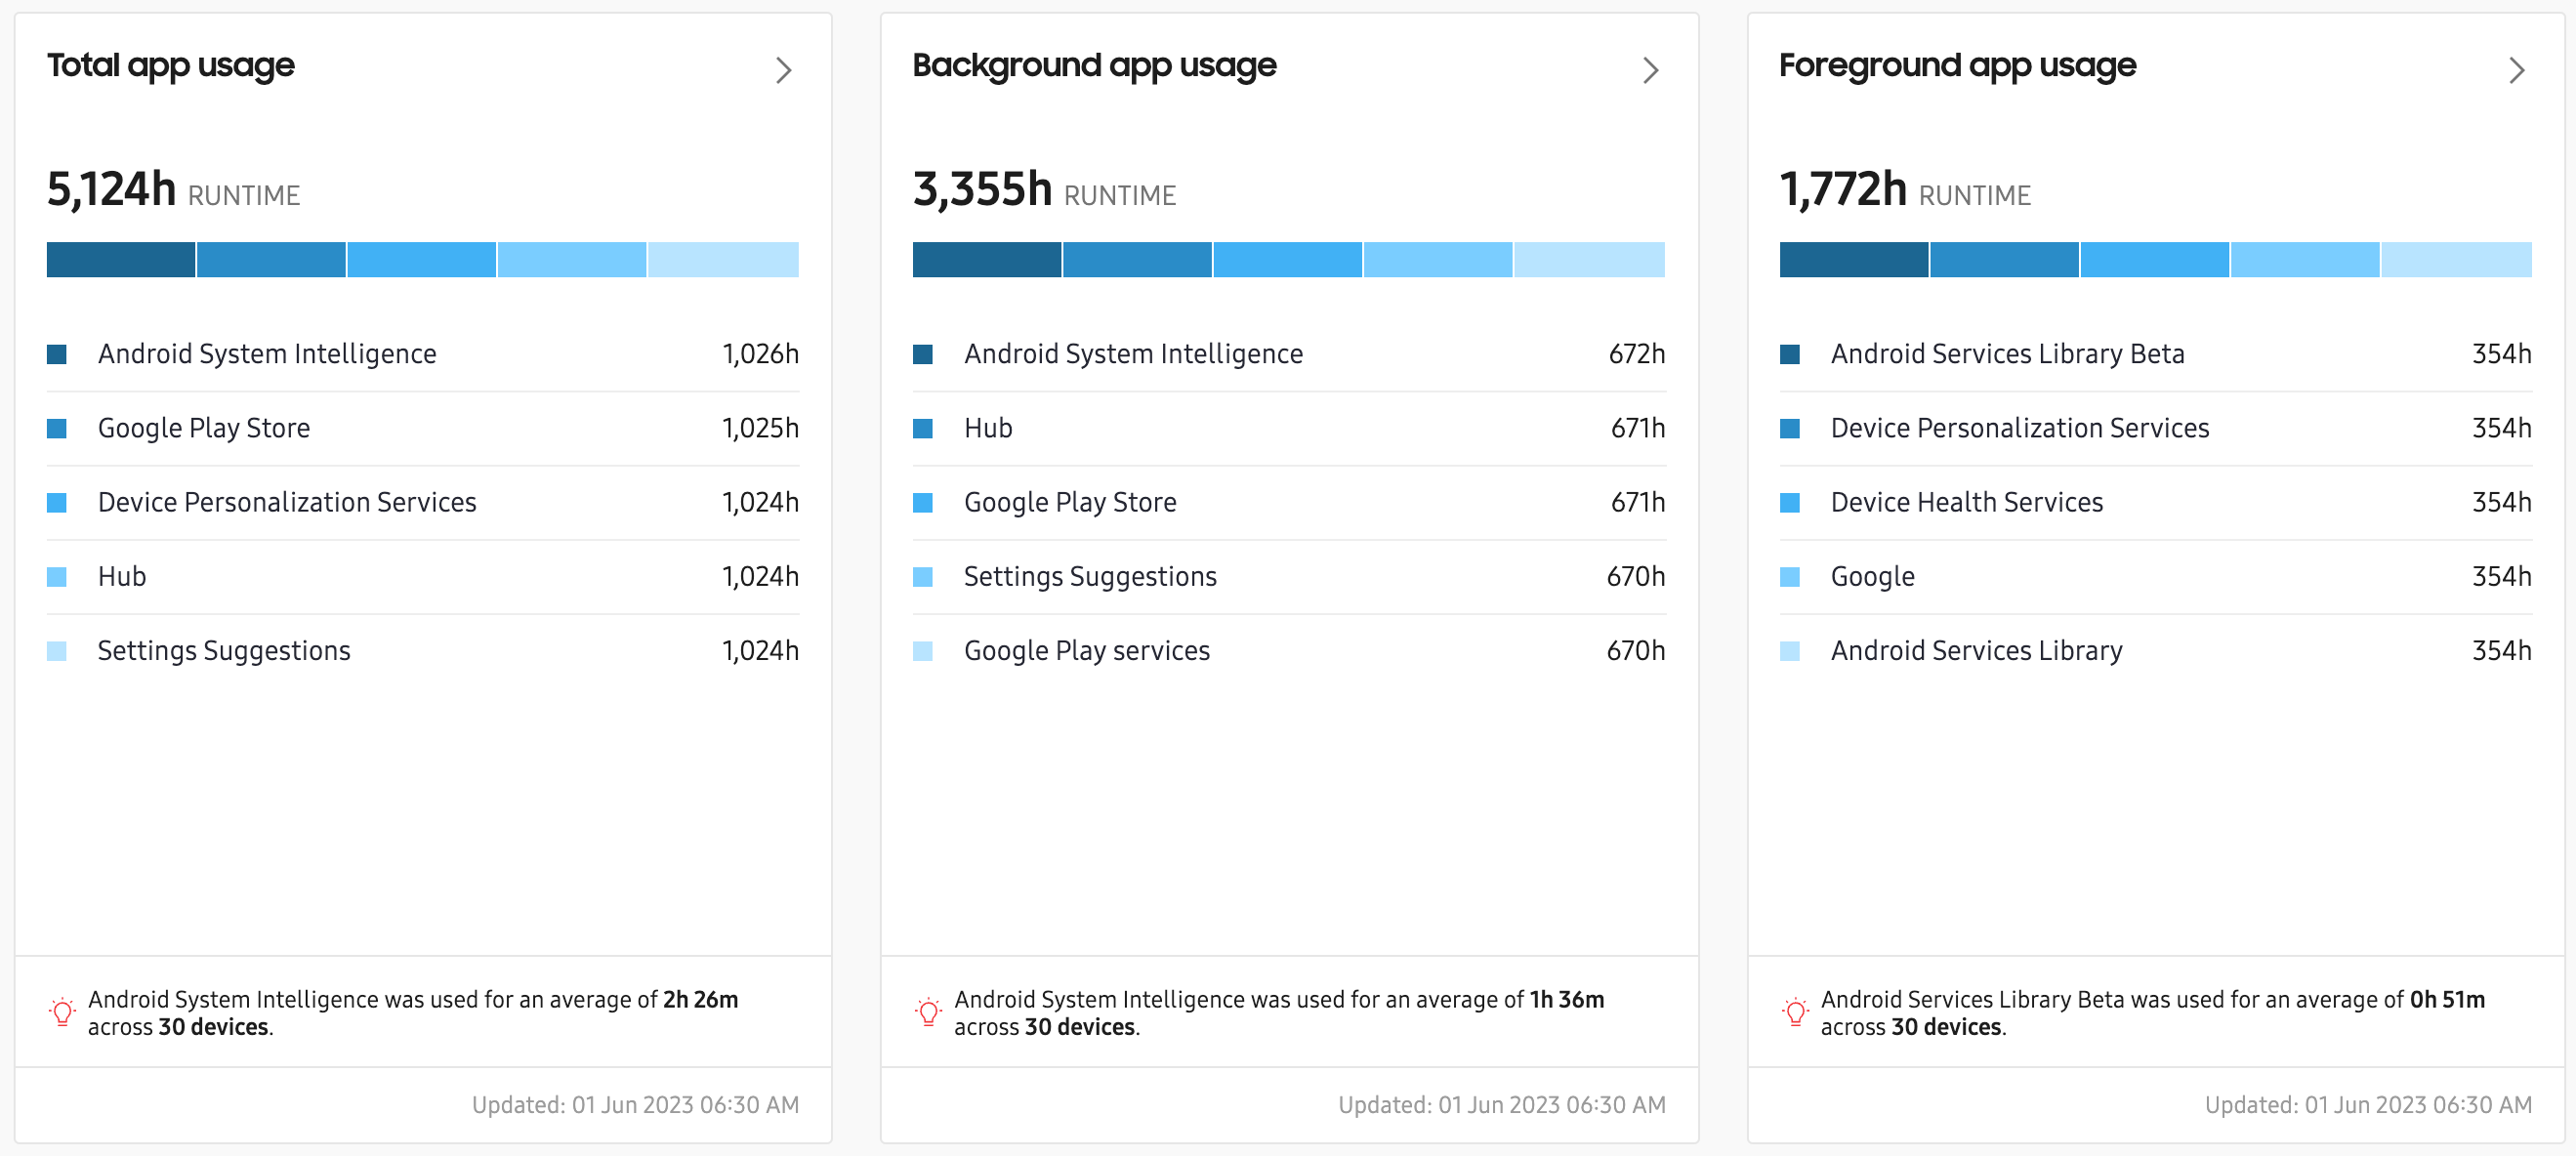 Total app usage
5,124h RUNTIME
Android System Intelligence 1,026h
Google Play Store 1,025h
Device Personalization Services 1,024h
Hub 1,024h
Settings Suggestions 1,024h
Android System Intelligence was used for an average of 2h 26m
across 30 devices.
Updated: 01 Jun 2023 06:30 AM
Background app usage
3,355h RUNTIME
Android System Intelligence 672h
Hub 671h
Google Play Store 671h
Settings Suggestions 670h
Google Play services 670h
Android System Intelligence was used for an average of 1h 36m
across 30 devices.
Updated: 01 Jun 2023 06:30 AM
Foreground app usage
1,772h RUNTIME
Android Services Library Beta 354h
Device Personalization Services 354h
Device Health Services 354h
Google 354h
Android Services Library 354h
Android Services Library Beta was used for an average of 0h 51m
across 30 devices.
Updated: 01 Jun 2023 06:30 AM